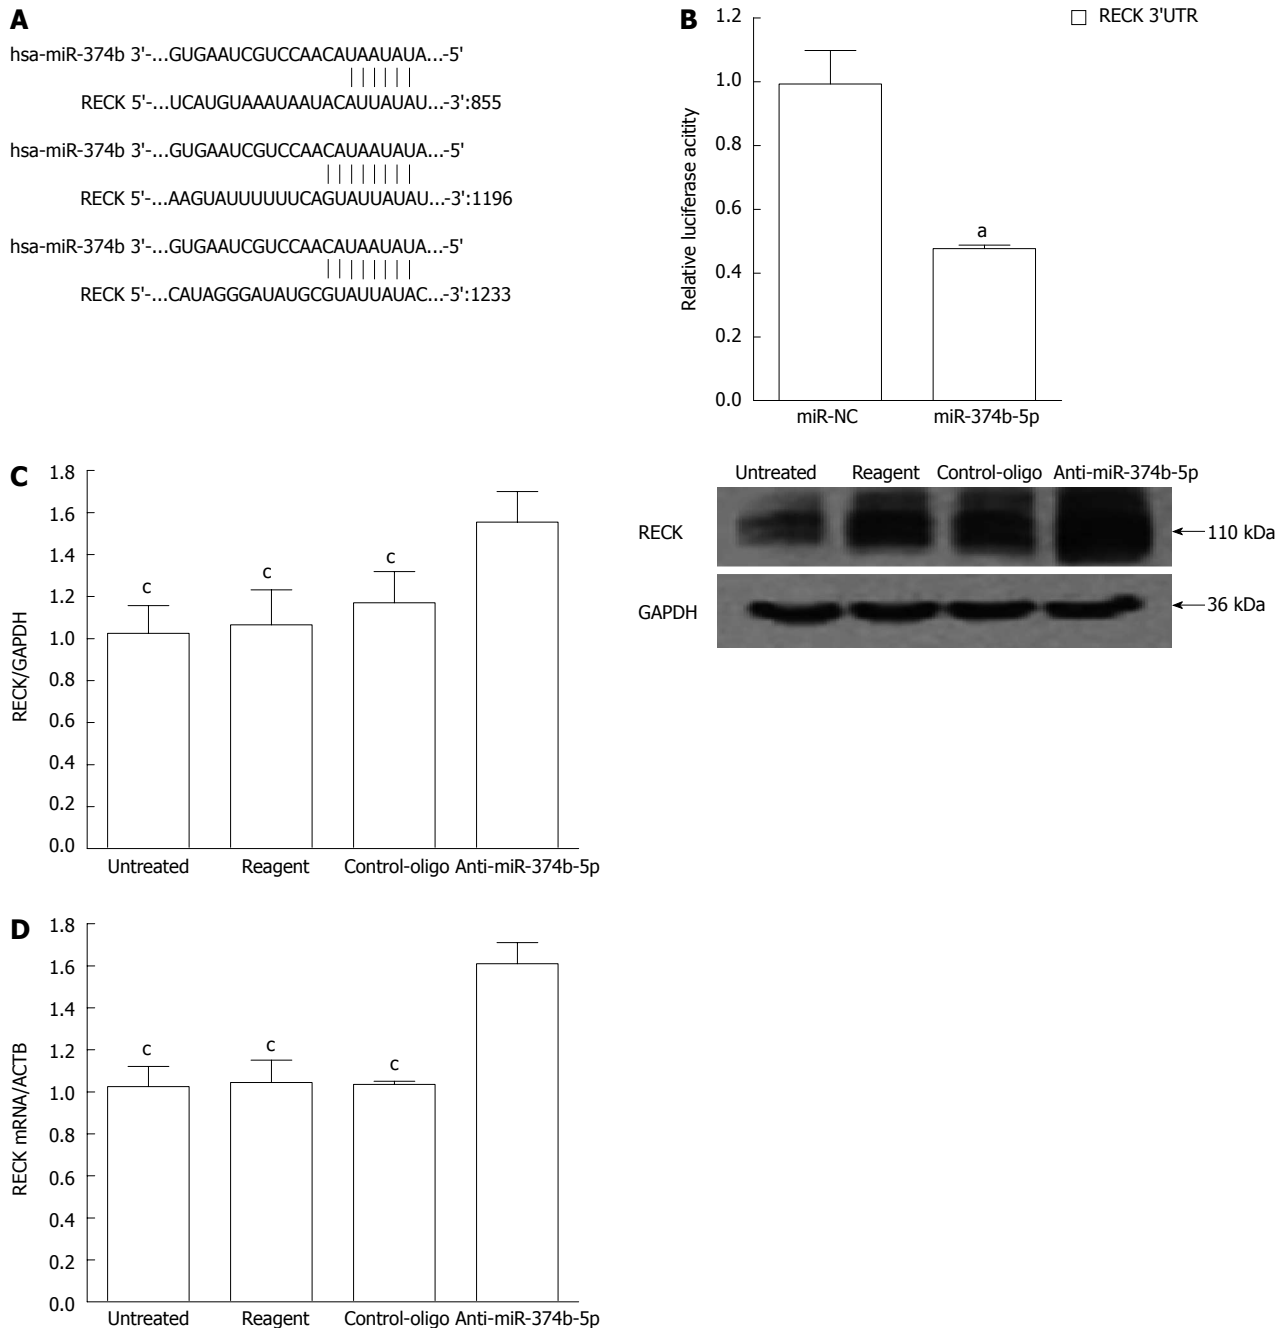 A
hsa-miR-374b 3'-...GUGAAUCGUCCAACAUAAUAUA...-5'
RECK 5'-...UCAUGUAAAUAAUACAUUAUAU...-3':855
hsa-miR-374b 3'-...GUGAAUCGUCCAACAUAAUAUA...-5'
RECK 5'-...AAGUAUUUUUUCAGUAUUAUAU...-3':1196
hsa-miR-374b 3'-...GUGAAUCGUCCAACAUAAUAUA...-5'
RECK 5'-...CAUAGGGAUAUGCGUAUUAUAC...-3':1233
B
Relative luciferase acitity
1.2
1.0
0.8
0.6
0.4
0.2
0.0
RECK 3'UTR
a
miR-NC miR-374b-5p
C
RECK/GAPDH
1.8
1.6
1.4
1.2
1.0
0.8
0.6
0.4
0.2
0.0
c c c
Untreated Reagent Control-oligo Anti-miR-374b-5p
Untreated Reagent Control-oligo Anti-miR-374b-5p
RECK 110 kDa
GAPDH 36 kDa
D
RECK mRNA/ACTB
1.8
1.6
1.4
1.2
1.0
0.8
0.6
0.4
0.2
0.0
c c c
Untreated Reagent Control-oligo Anti-miR-374b-5p